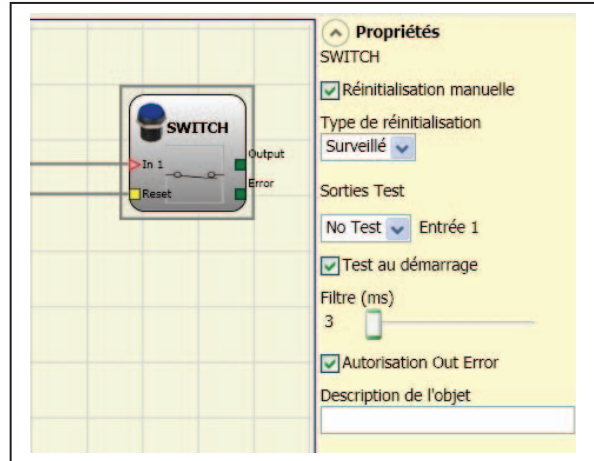 SWITCH
In 1
Reset
Output
Error
Propriétés
SWITCH
Réinitialisation manuelle
Type de réinitialisation
Surveillé
Sorties Test
No Test Entrée 1
Test au démarrage
Filtre (ms)
3
Autorisation Out Error
Description de l'objet